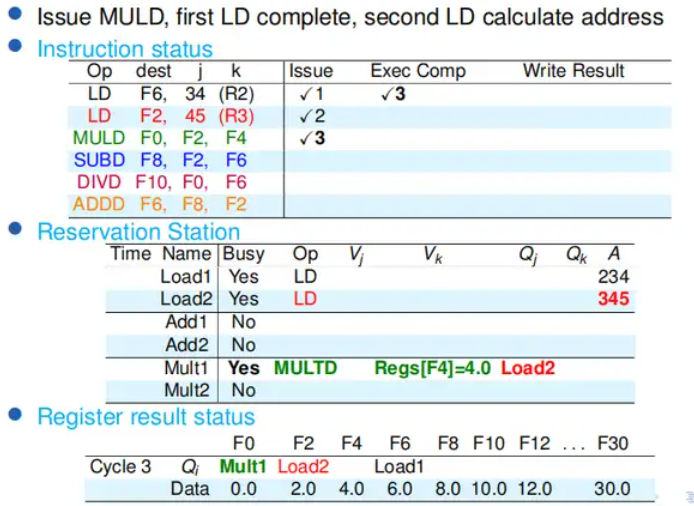 Issue MULD, first LD complete, second LD calculate address
Instruction status
Op dest j k Issue Exec Comp Write Result
LD F6, 34 (R2) ✓1 ✓3
LD F2, 45 (R3) ✓2
MULD F0, F2, F4 ✓3
SUBD F8, F2, F6
DIVD F10, F0, F6
ADDD F6, F8, F2
Reservation Station
Time Name Busy Op Vj Vk Qj Qk A
Load1 Yes LD 234
Load2 Yes LD 345
Add1 No
Add2 No
Mult1 Yes MULTD Regs[F4]=4.0 Load2
Mult2 No
Register result status
F0 F2 F4 F6 F8 F10 F12 ... F30
Cycle 3 Qi Mult1 Load2 Load1
Data 0.0 2.0 4.0 6.0 8.0 10.0 12.0 30.0